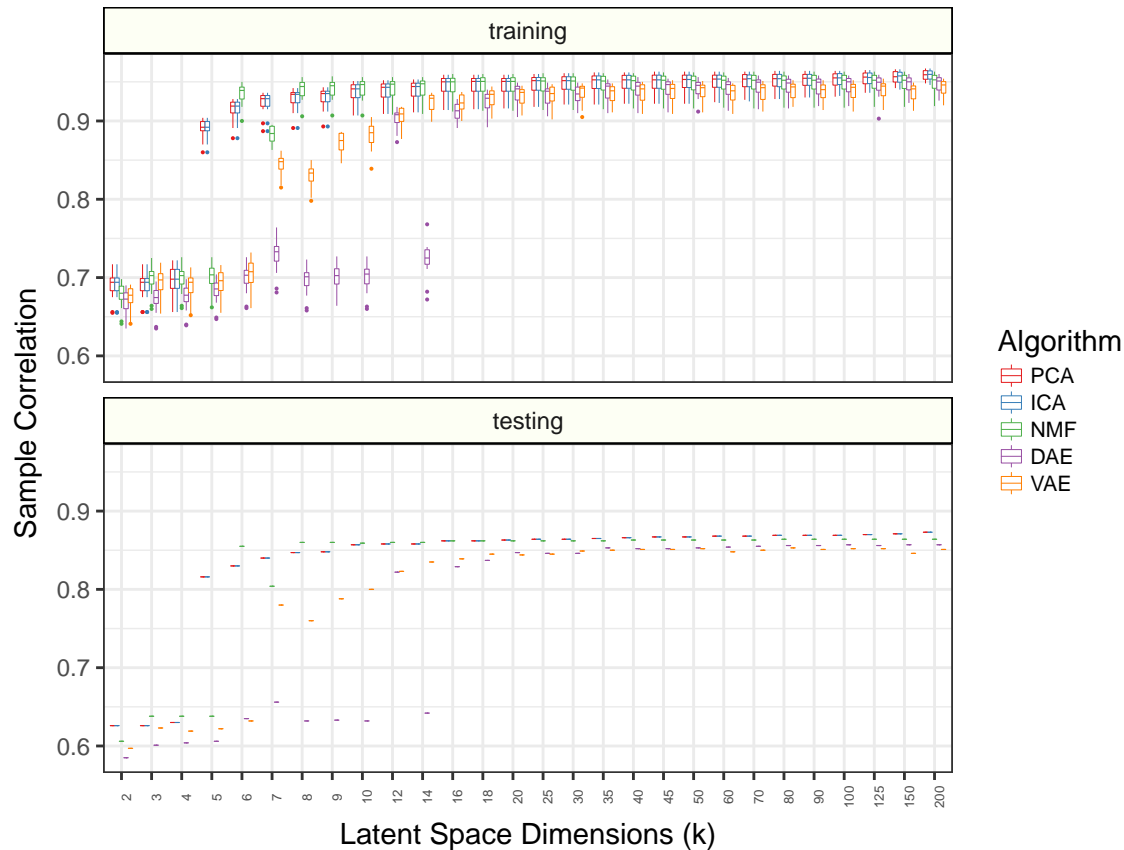 training
0.9
0.8
0.7
0.6
testing
0.9
0.8
0.7
0.6
Sample Correlation
2 3 4 5 6 7 8 9 10 12 14 16 18 20 25 30 35 40 45 50 60 70 80 90 100 125 150 200
Latent Space Dimensions (k)
Algorithm
PCA
ICA
NMF
DAE
VAE